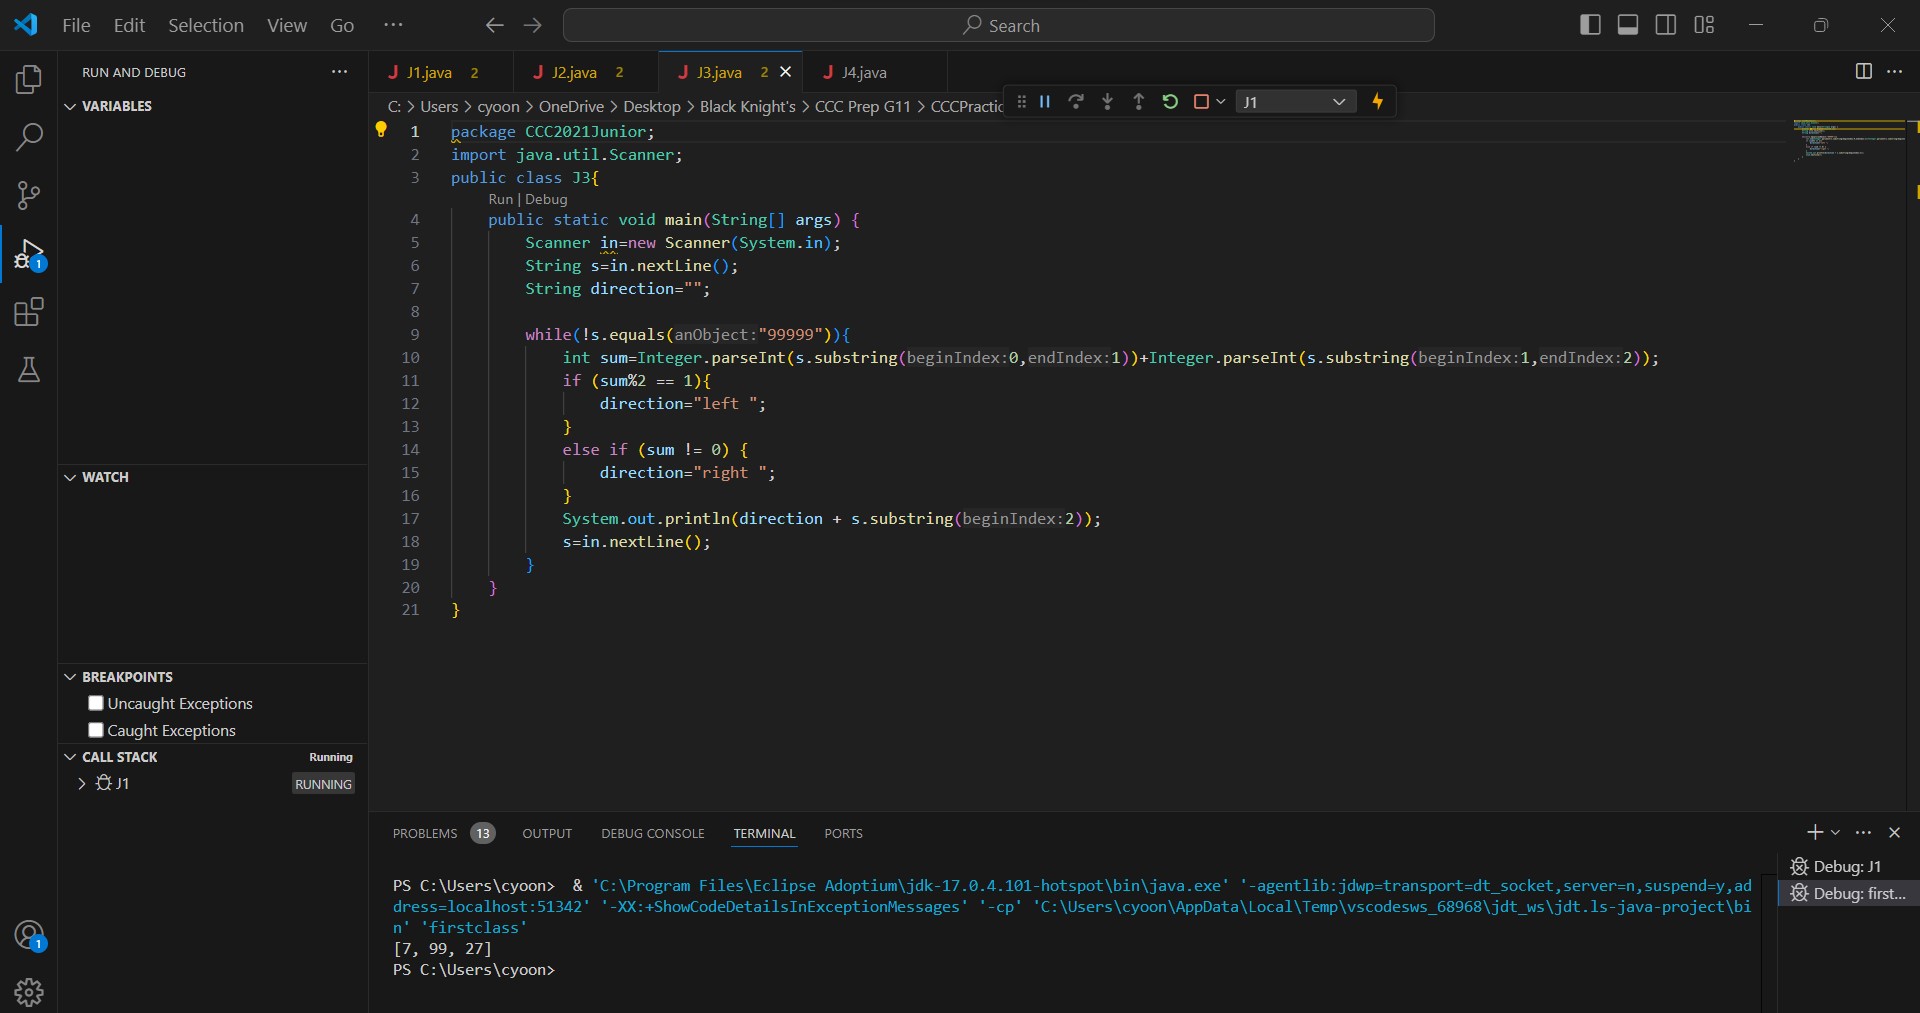 File Edit Selection View Go ··· Search
RUN AND DEBUG ···
VARIABLES
WATCH
BREAKPOINTS
Uncaught Exceptions
Caught Exceptions
CALL STACK Running
J1 RUNNING
1
1
J J1.java 2 J J2.java 2 J J3.java 2 J J4.java
C: > Users > cyoon > OneDrive > Desktop > Black Knight's > CCC Prep G11 > CCCPractic
J1
1 package CCC2021Junior;
2 import java.util.Scanner;
3 public class J3{
Run | Debug
4 public static void main(String[] args) {
5 Scanner in=new Scanner(System.in);
6 String s=in.nextLine();
7 String direction="";
8
9 while(!s.equals(anObject:"99999")){
10 int sum=Integer.parseInt(s.substring(beginIndex:0,endIndex:1))+Integer.parseInt(s.substring(beginIndex:1,endIndex:2));
11 if (sum%2 == 1){
12 direction="left ";
13 }
14 else if (sum != 0) {
15 direction="right ";
16 }
17 System.out.println(direction + s.substring(beginIndex:2));
18 s=in.nextLine();
19 }
20 }
21 }
PROBLEMS 13 OUTPUT DEBUG CONSOLE TERMINAL PORTS
PS C:\Users\cyoon> & 'C:\Program Files\Eclipse Adoptium\jdk-17.0.4.101-hotspot\bin\java.exe' '-agentlib:jdwp=transport=dt_socket,server=n,suspend=y,ad
dress=localhost:51342' '-XX:+ShowCodeDetailsInExceptionMessages' '-cp' 'C:\Users\cyoon\AppData\Local\Temp\vscodesws_68968\jdt_ws\jdt.ls-java-project\bi
n' 'firstclass'
[7, 99, 27]
PS C:\Users\cyoon>
Debug: J1
Debug: first...